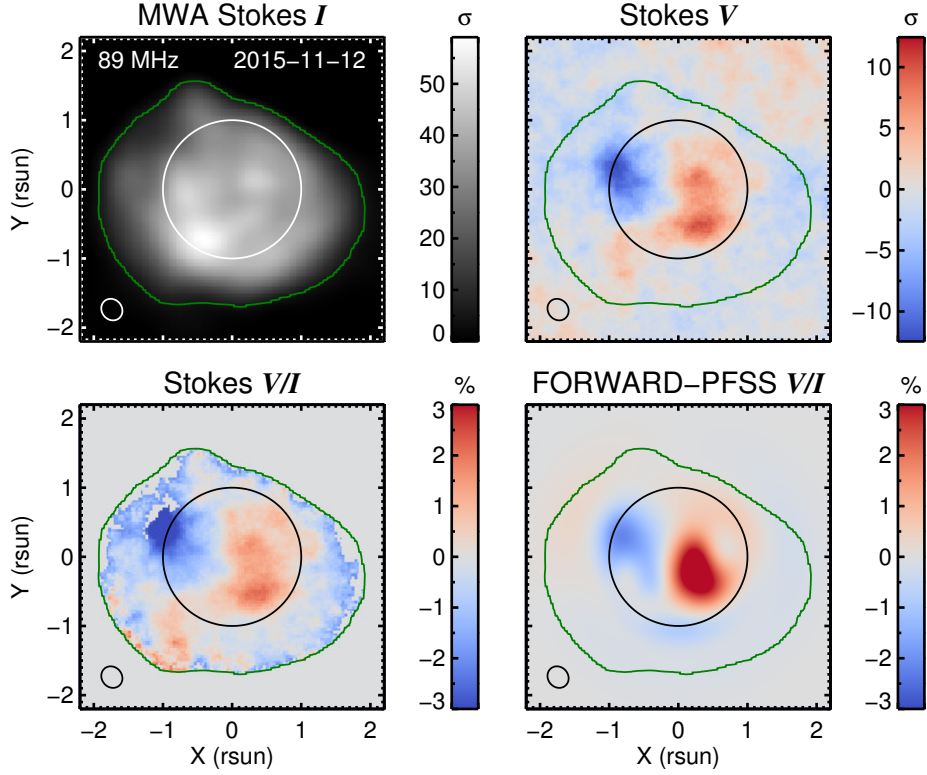 MWA Stokes I
σ
Stokes V
σ
89 MHz
2015−11−12
Y (rsun)
2
1
0
−1
−2
50
40
30
20
10
0
10
5
0
−5
−10
Stokes V/I
%
FORWARD−PFSS V/I
%
Y (rsun)
2
1
0
−1
−2
3
2
1
0
−1
−2
−3
3
2
1
0
−1
−2
−3
−2 −1 0 1 2
−2 −1 0 1 2
X (rsun)
X (rsun)